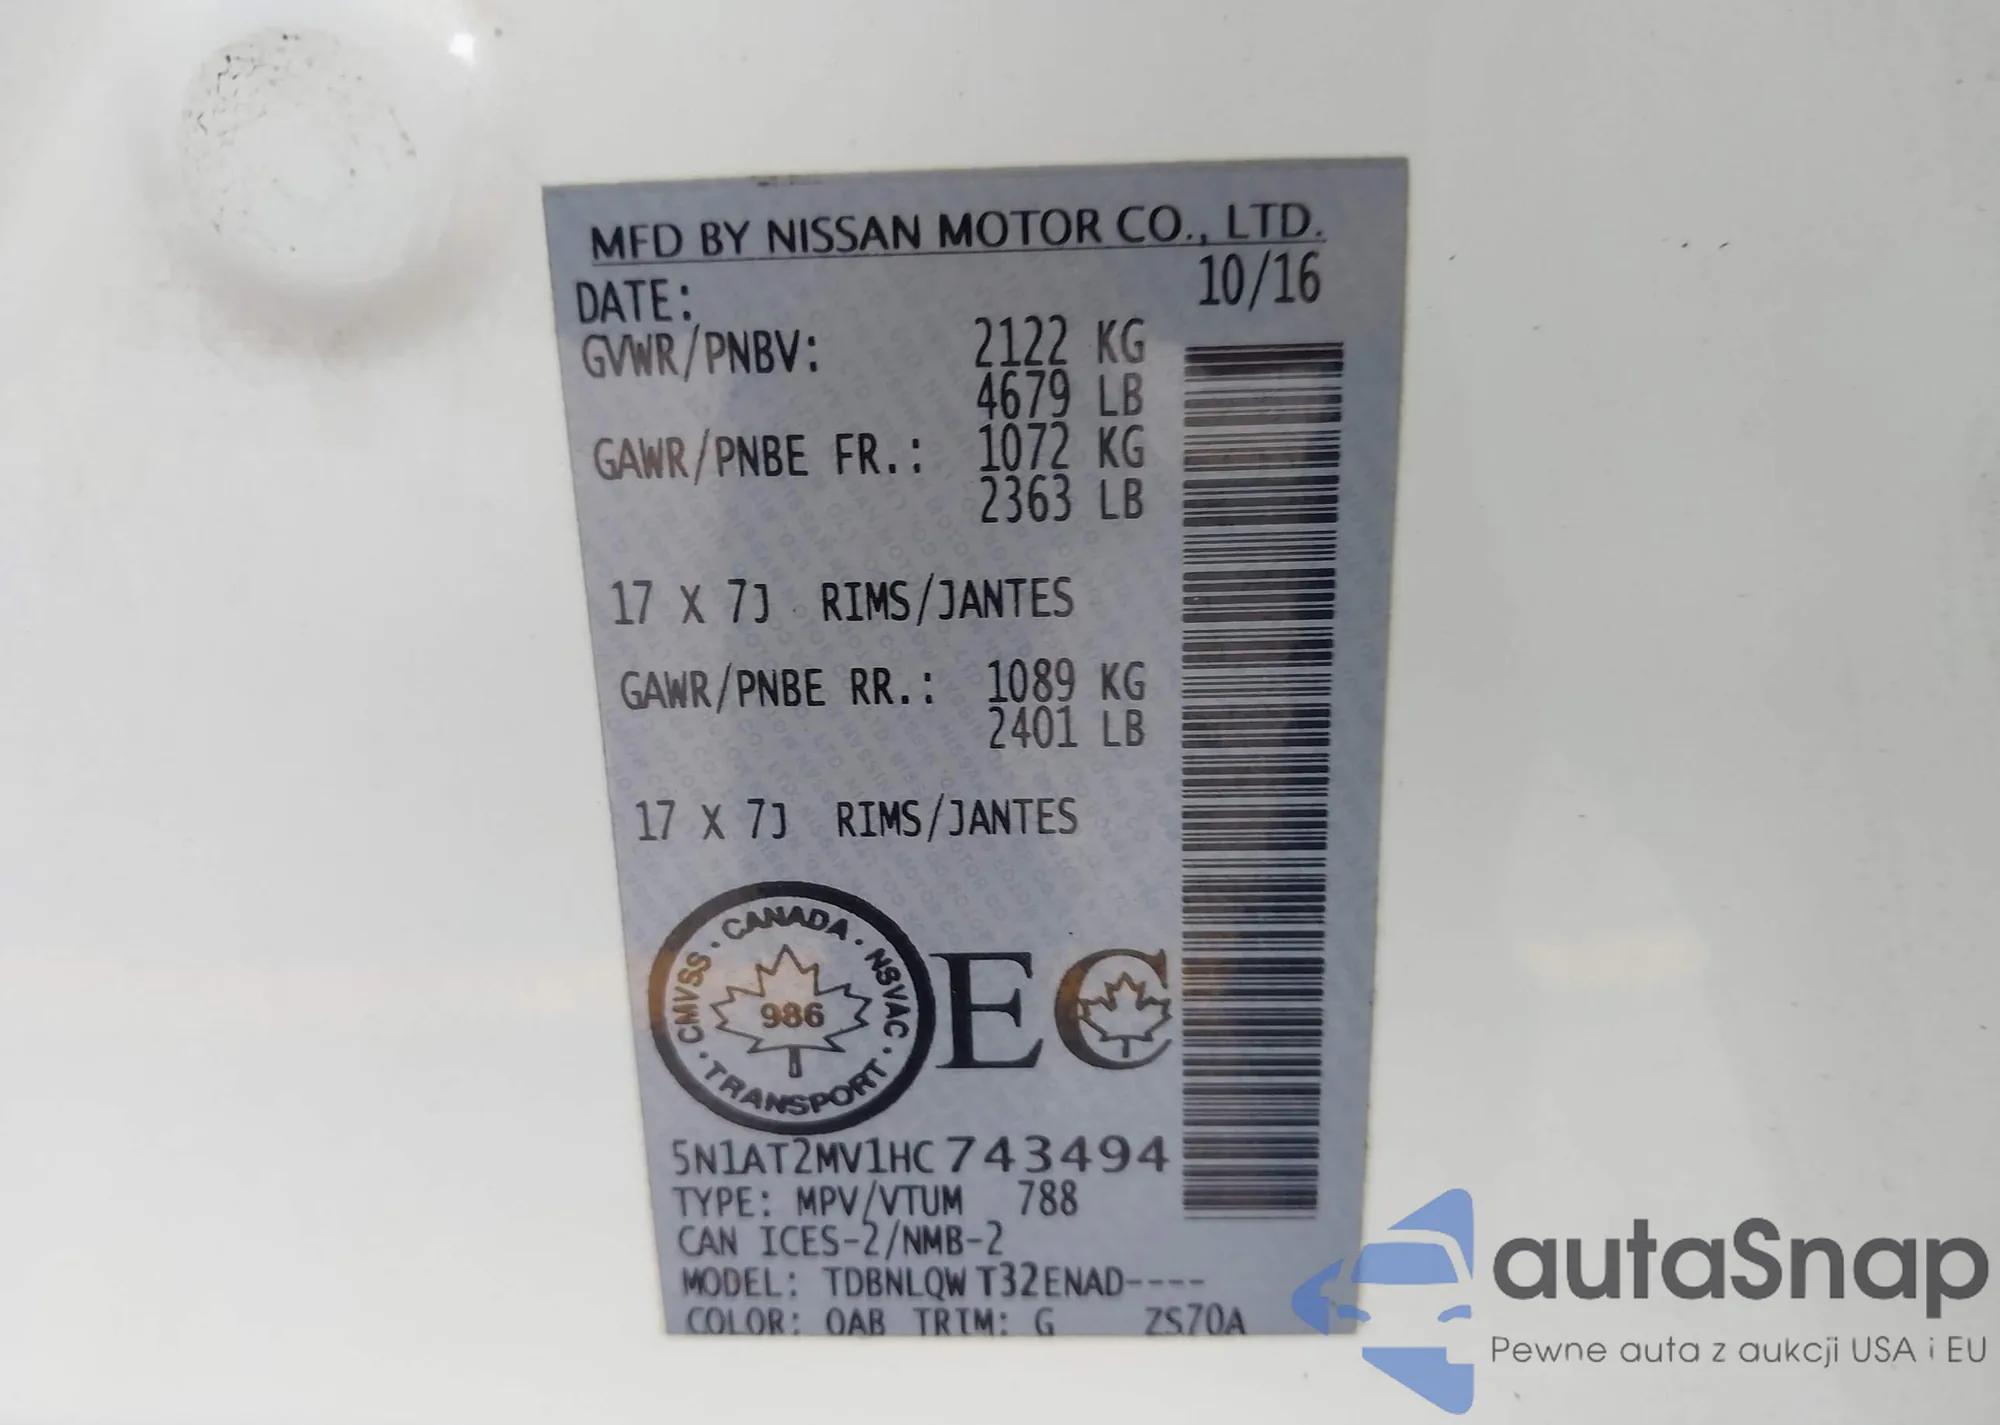 MFD BY NISSAN MOTOR CO., LTD.
DATE: 10/16
GVWR/PNBV: 2122 KG
4679 LB
GAWR/PNBE FR.: 1072 KG
2363 LB
17 X 7J RIMS/JANTES
GAWR/PNBE RR.: 1089 KG
2401 LB
17 X 7J RIMS/JANTES
CANADA · NSVAC · TRANSPORT · CMVSS ·
986
EC
5N1AT2MV1HC743494
TYPE: MPV/VTUM 788
CAN ICES-2/NMB-2
MODEL: TDBNLQW T32ENAD----
COLOR: QAB TRIM: G ZS70A
autaSnap
Pewne auta z aukcji USA i EU